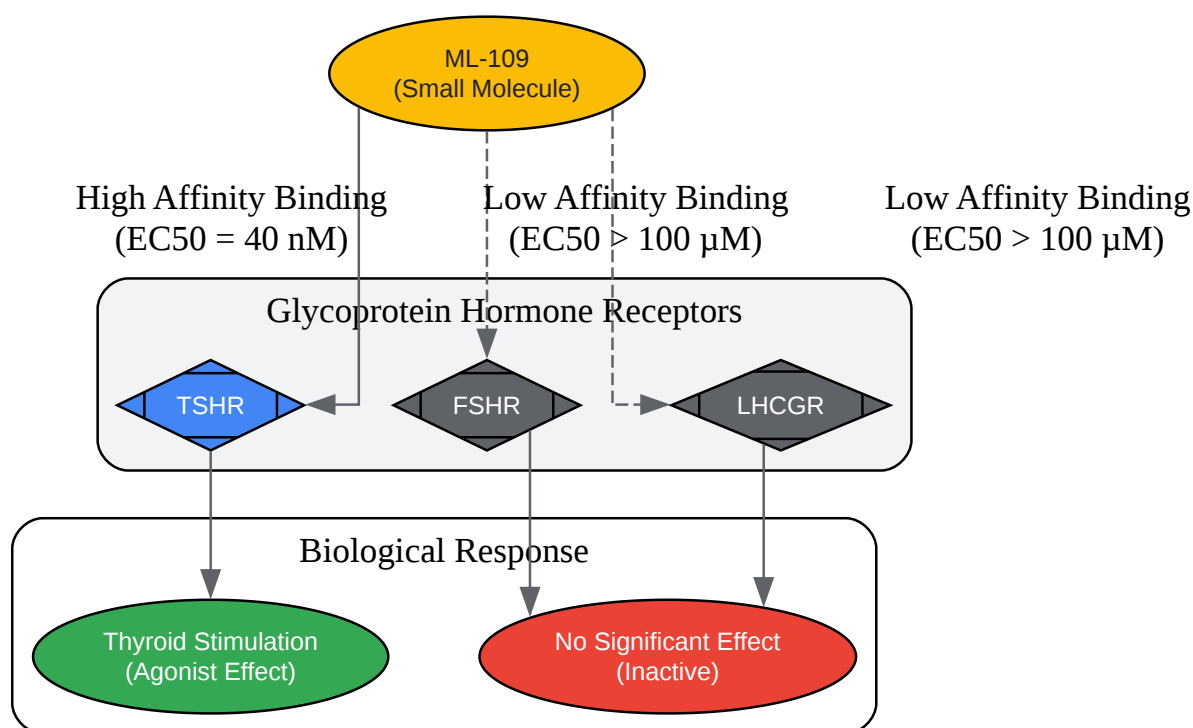 ML-109
(Small Molecule)
High Affinity Binding
(EC50 = 40 nM)
Low Affinity Binding
(EC50 > 100 µM)
Low Affinity Binding
(EC50 > 100 µM)
Glycoprotein Hormone Receptors
TSHR
FSHR
LHCGR
Biological Response
Thyroid Stimulation
(Agonist Effect)
No Significant Effect
(Inactive)